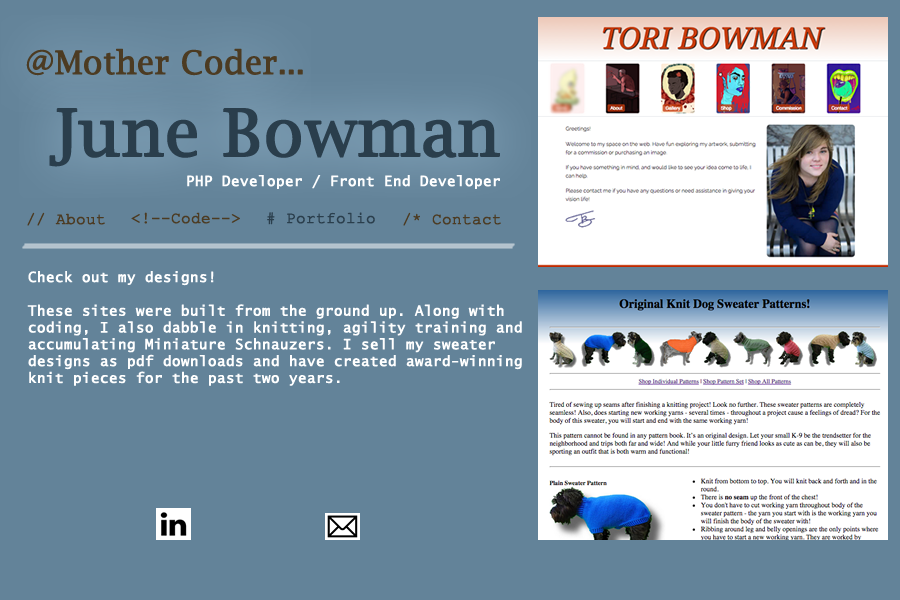 @Mother Coder...
June Bowman
PHP Developer / Front End Developer
// About <!--Code--> # Portfolio /* Contact
Check out my designs!
These sites were built from the ground up. Along with
coding, I also dabble in knitting, agility training and
accumulating Miniature Schnauzers. I sell my sweater
designs as pdf downloads and have created award-winning
knit pieces for the past two years.
in
TORI BOWMAN
About Gallery Shop Commission Contact
Greetings!
Welcome to my space on the web. Have fun exploring my artwork, submitting
for a commission or purchasing an image.
If you have something in mind, and would like to see your idea come to life, I
can help.
Please contact me if you have any questions or need assistance in giving your
vision life!
Original Knit Dog Sweater Patterns!
Shop Individual Patterns | Shop Pattern Set | Shop All Patterns
Tired of sewing up seams after finishing a knitting project! Look no further. These sweater patterns are completely
seamless! Also, does starting new working yarns - several times - throughout a project cause a feelings of dread? For the
body of this sweater, you will start and end with the same working yarn!
This pattern cannot be found in any pattern book. It's an original design. Let your small K-9 be the trendsetter for the
neighborhood and trips both far and wide! And while your little furry friend looks as cute as can be, they will also be
sporting an outfit that is both warm and functional!
Plain Sweater Pattern
Knit from bottom to top. You will knit back and forth and in the
round.
There is no seam up the front of the chest!
You don't have to cut working yarn throughout body of the
sweater pattern - the yarn you start with is the working yarn you
will finish the body of the sweater with!
Ribbing around leg and belly openings are the only points where
you have to start a new working yarn. They are worked by